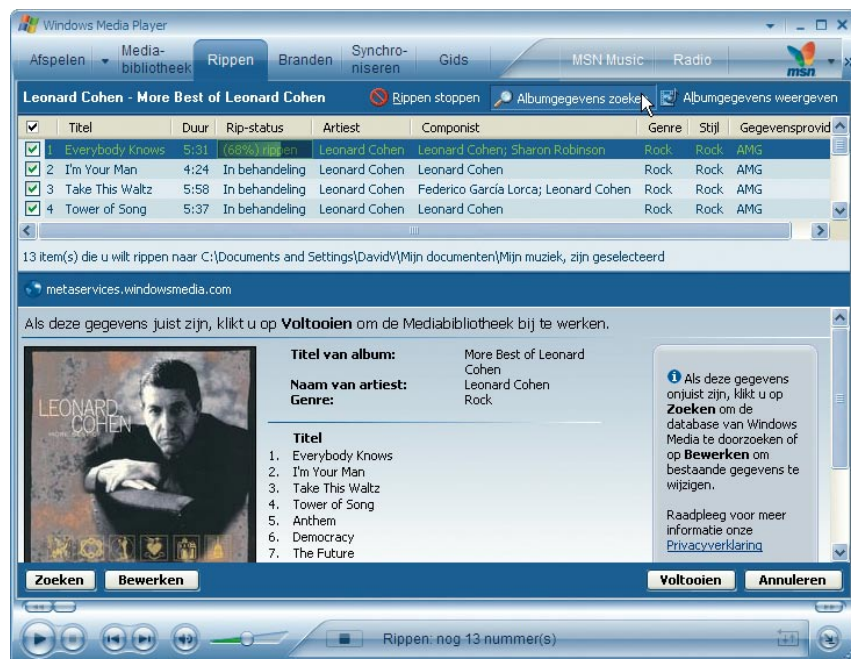 Windows Media Player
Afspelen
Media-
bibliotheek
Rippen
Branden
Synchro-
niseren
Gids
MSN Music
Radio
msn
Leonard Cohen - More Best of Leonard Cohen
Rippen stoppen
Albumgegevens zoeken
Albumgegevens weergeven
Titel Duur Rip-status Artiest Componist Genre Stijl Gegevensprovid
1 Everybody Knows 5:31 (68%) rippen Leonard Cohen Leonard Cohen; Sharon Robinson Rock Rock AMG
2 I'm Your Man 4:24 In behandeling Leonard Cohen Leonard Cohen Rock Rock AMG
3 Take This Waltz 5:58 In behandeling Leonard Cohen Federico García Lorca; Leonard Cohen Rock Rock AMG
4 Tower of Song 5:37 In behandeling Leonard Cohen Leonard Cohen Rock Rock AMG
13 item(s) die u wilt rippen naar C:\Documents and Settings\DavidV\Mijn documenten\Mijn muziek, zijn geselecteerd
metaservices.windowsmedia.com
Als deze gegevens juist zijn, klikt u op Voltooien om de Mediabibliotheek bij te werken.
LEONARD
COHEN
MORE BEST OF
Titel van album: More Best of Leonard
Cohen
Naam van artiest: Leonard Cohen
Genre: Rock
Titel
1. Everybody Knows
2. I'm Your Man
3. Take This Waltz
4. Tower of Song
5. Anthem
6. Democracy
7. The Future
Als deze gegevens
onjuist zijn, klikt u op
Zoeken om de
database van Windows
Media te doorzoeken of
op Bewerken om
bestaande gegevens te
wijzigen.
Raadpleeg voor meer
informatie onze
Privacyverklaring
Zoeken
Bewerken
Voltooien
Annuleren
Rippen: nog 13 nummer(s)